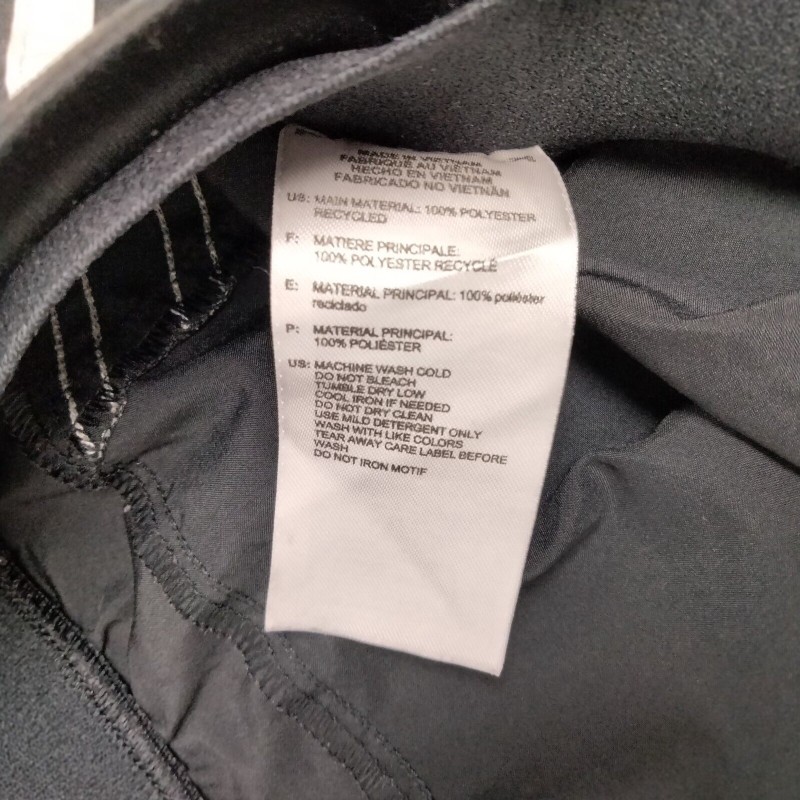 MADE IN VIETNAM
FABRIQUÉ AU VIETNAM
HECHO EN VIETNAM
FABRICADO NO VIETNÃN
US: MAIN MATERIAL: 100% POLYESTER
RECYCLED
F: MATIERE PRINCIPALE:
100% POLYESTER RECYCLÉ
E: MATERIAL PRINCIPAL: 100% poliéster
reciclado
P: MATERIAL PRINCIPAL:
100% POLIÉSTER
US: MACHINE WASH COLD
DO NOT BLEACH
TUMBLE DRY LOW
COOL IRON IF NEEDED
DO NOT DRY CLEAN
USE MILD DETERGENT ONLY
WASH WITH LIKE COLORS
TEAR AWAY CARE LABEL BEFORE
WASH
DO NOT IRON MOTIF